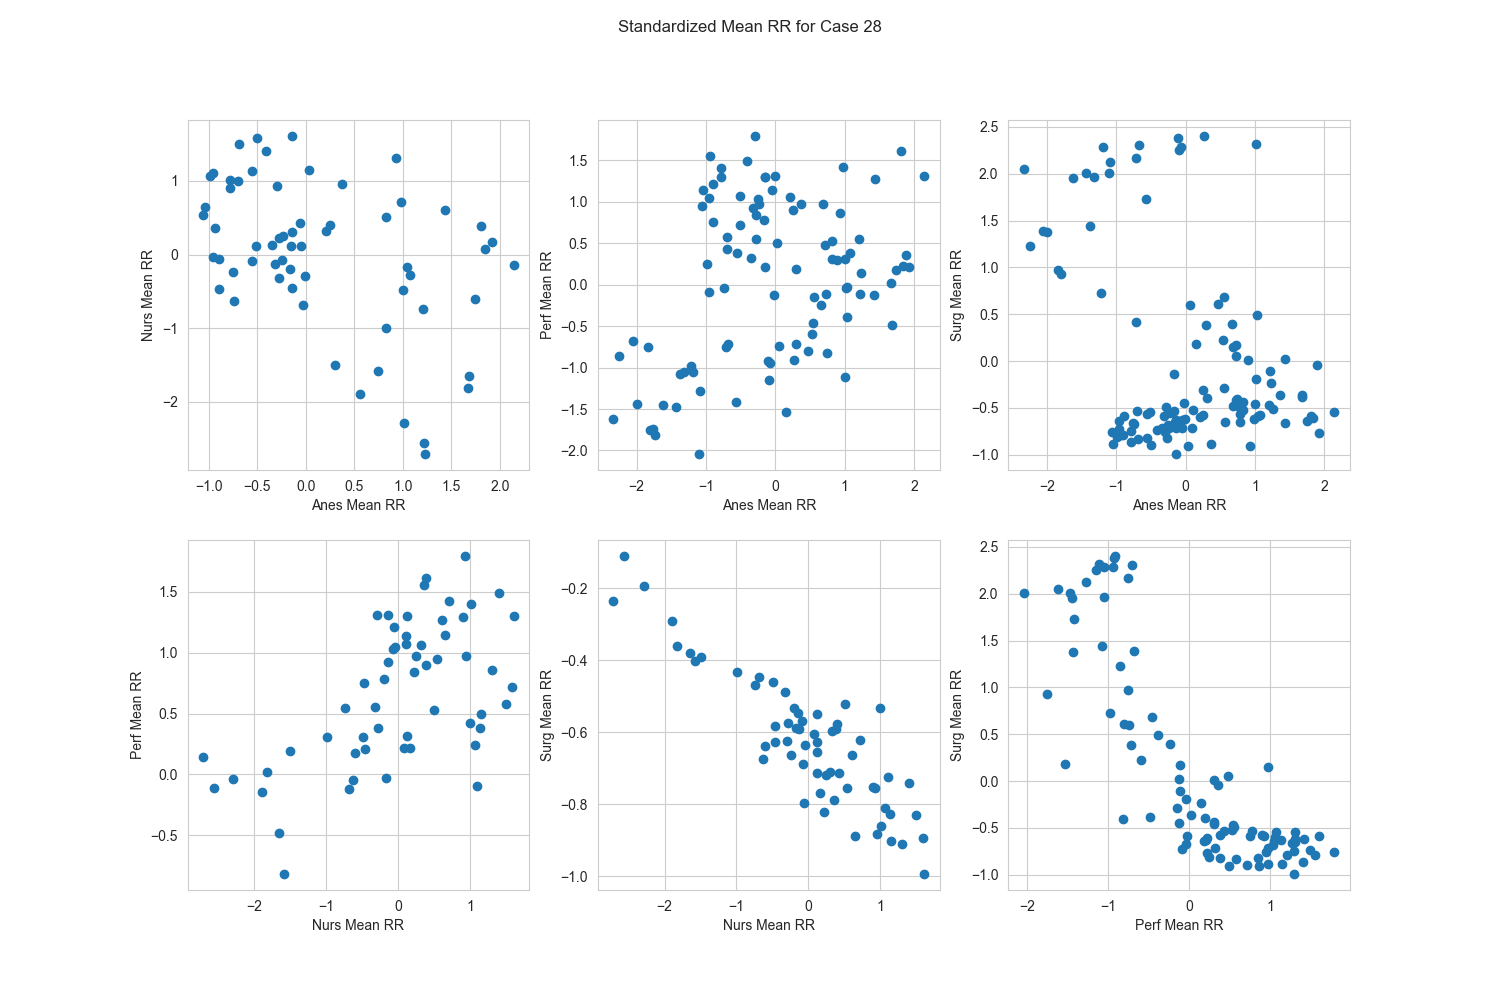 Standardized Mean RR for Case 28
Nurs Mean RR
1
0
−1
−2
−1.0 −0.5 0.0 0.5 1.0 1.5 2.0
Anes Mean RR
Perf Mean RR
1.5
1.0
0.5
0.0
−0.5
−1.0
−1.5
−2.0
−2 −1 0 1 2
Anes Mean RR
Surg Mean RR
2.5
2.0
1.5
1.0
0.5
0.0
−0.5
−1.0
−2 −1 0 1 2
Anes Mean RR
Perf Mean RR
1.5
1.0
0.5
0.0
−0.5
−2 −1 0 1
Nurs Mean RR
Surg Mean RR
−0.2
−0.4
−0.6
−0.8
−1.0
−2 −1 0 1
Nurs Mean RR
Surg Mean RR
2.5
2.0
1.5
1.0
0.5
0.0
−0.5
−1.0
−2 −1 0 1
Perf Mean RR